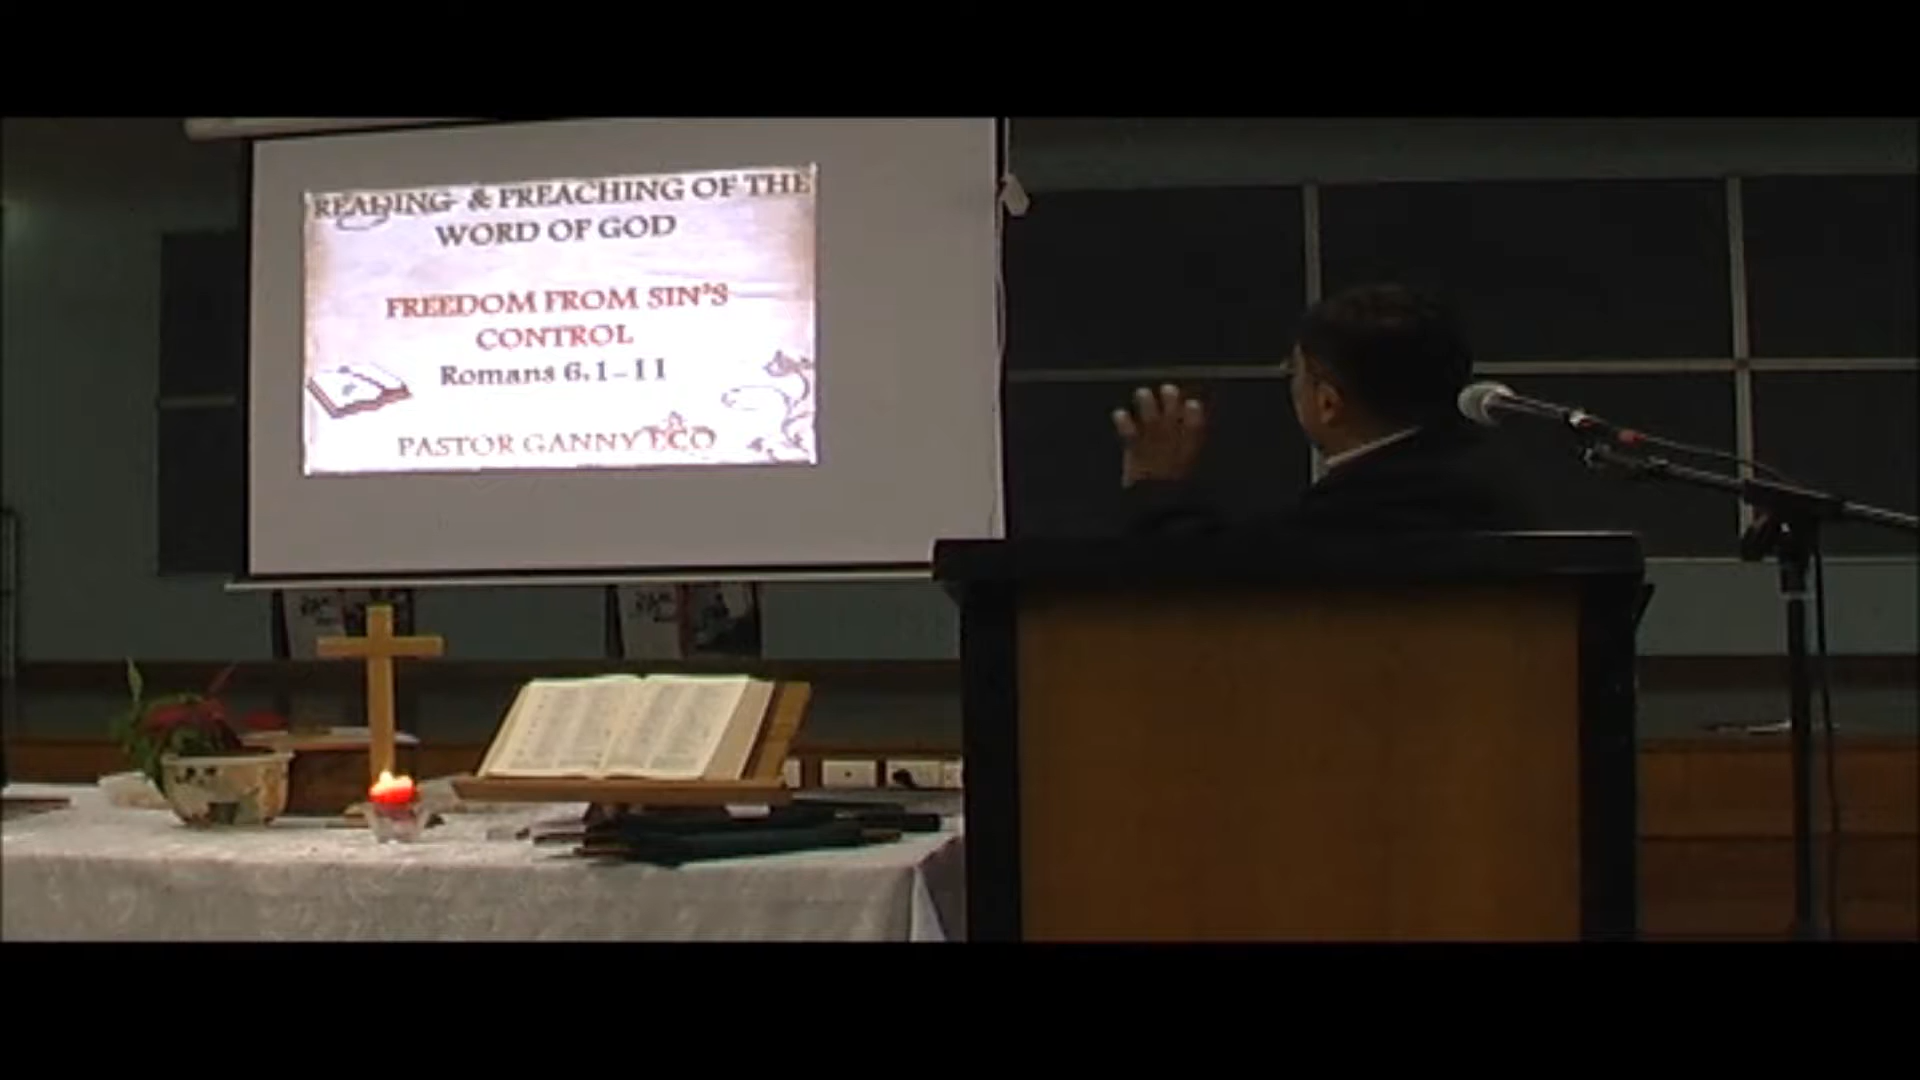 READING & PREACHING OF THE
WORD OF GOD
FREEDOM FROM SIN'S
CONTROL
Romans 6.1-11
PASTOR GANNY ECO